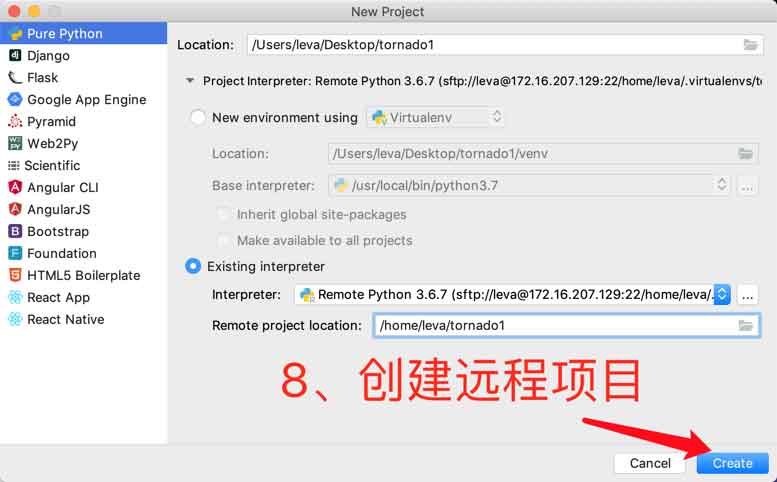 New Project
Pure Python
Django
Flask
Google App Engine
Pyramid
Web2Py
Scientific
Angular CLI
AngularJS
Bootstrap
Foundation
HTML5 Boilerplate
React App
React Native
Location: /Users/leva/Desktop/tornado1
Project Interpreter: Remote Python 3.6.7 (sftp://leva@172.16.207.129:22/home/leva/.virtualenvs/to
New environment using Virtualenv
Location: /Users/leva/Desktop/tornado1/venv
Base interpreter: /usr/local/bin/python3.7 ...
Inherit global site-packages
Make available to all projects
Existing interpreter
Interpreter: Remote Python 3.6.7 (sftp://leva@172.16.207.129:22/home/leva/. ...
Remote project location: /home/leva/tornado1
8、创建远程项目
Cancel Create